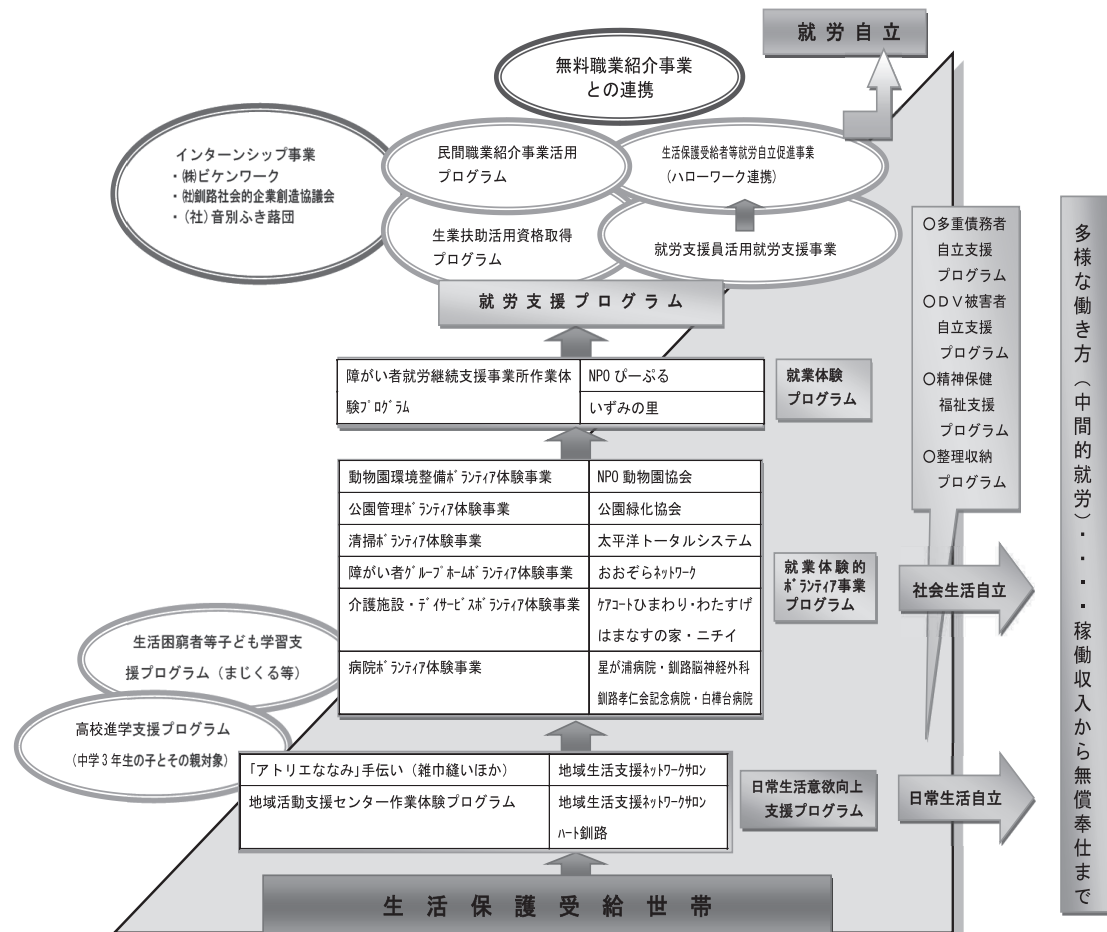 就労自立
無料職業紹介事業
との連携
インターンシップ事業
・㈱ビケンワーク
・㈳釧路社会的企業創造協議会
・（社）音別ふき蕗団
民間職業紹介事業活用
プログラム
生活保護受給者等就労自立促進事業
（ハローワーク連携）
生業扶助活用資格取得
プログラム
就労支援員活用就労支援事業
就労支援プログラム
障がい者就労継続支援事業所作業体
験ﾌﾟﾛｸﾞﾗﾑ
NPO ぴーぷる
いずみの里
就業体験
プログラム
動物園環境整備ﾎﾞﾗﾝﾃｨｱ体験事業
NPO 動物園協会
公園管理ﾎﾞﾗﾝﾃｨｱ体験事業
公園緑化協会
清掃ﾎﾞﾗﾝﾃｨｱ体験事業
太平洋トータルシステム
障がい者ｸﾞﾙｰﾌﾟﾎｰﾑﾎﾞﾗﾝﾃｨｱ体験事業
おおぞらﾈｯﾄﾜｰｸ
介護施設・ﾃﾞｲｻｰﾋﾞｽﾎﾞﾗﾝﾃｨｱ体験事業
ｹｱｺｰﾄひまわり・わたすげ
はまなすの家・ニチイ
病院ﾎﾞﾗﾝﾃｨｱ体験事業
星が浦病院・釧路脳神経外科
釧路孝仁会記念病院・白樺台病院
就業体験的
ﾎﾞﾗﾝﾃｨｱ事業
プログラム
生活困窮者等子ども学習支
援プログラム（まじくる等）
高校進学支援プログラム
（中学３年生の子とその親対象）
「アトリエななみ」手伝い（雑巾縫いほか）
地域生活支援ﾈｯﾄﾜｰｸサロン
地域活動支援センター作業体験プログラム
地域生活支援ﾈｯﾄﾜｰｸサロン
ﾊｰﾄ釧路
日常生活意欲向上
支援プログラム
生活保護受給世帯
〇多重債務者
自立支援
プログラム
〇ＤＶ被害者
自立支援
プログラム
〇精神保健
福祉支援
プログラム
〇整理収納
プログラム
社会生活自立
日常生活自立
多様な働き方（中間的就労）・・・・稼働収入から無償奉仕まで